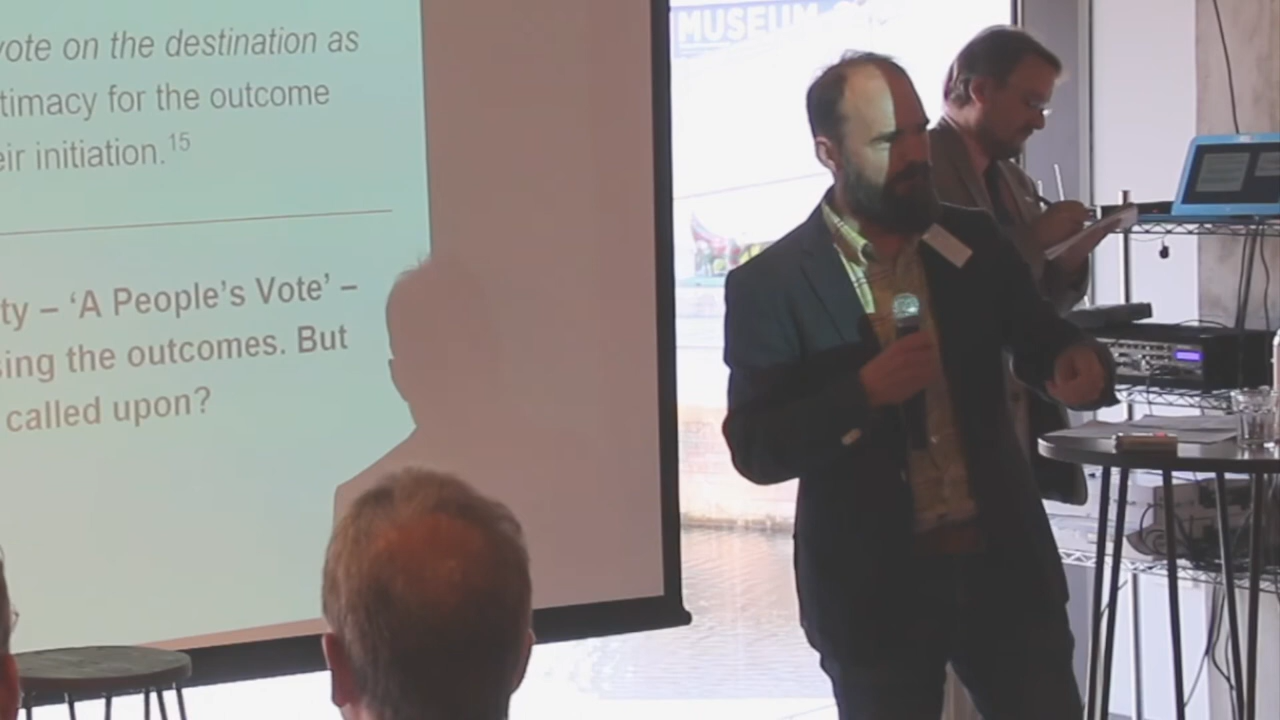 MUSEUM
vote on the destination as
timacy for the outcome
eir initiation.15
ty – ‘A People’s Vote’ –
sing the outcomes. But
called upon?